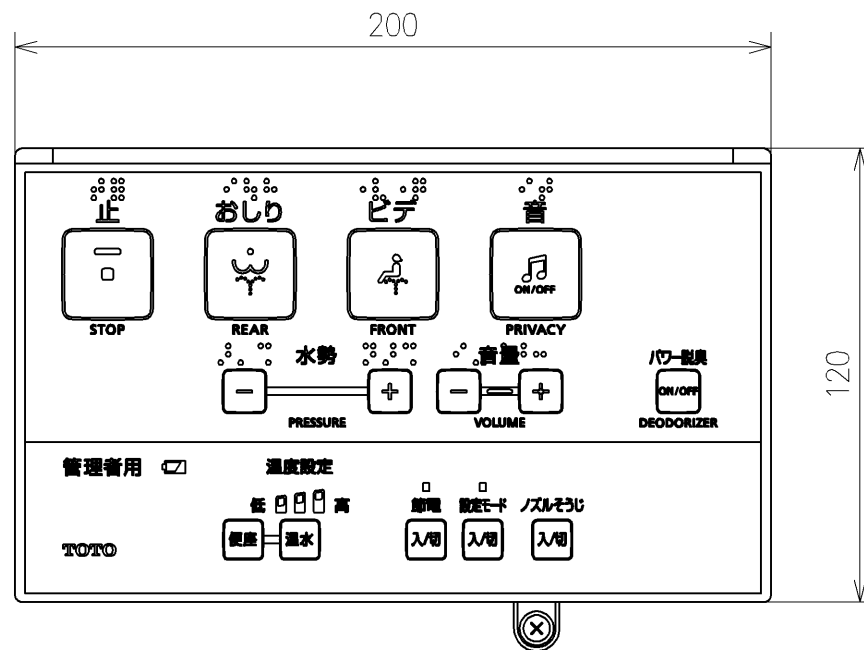 200
止 おしり ビデ 音
ON/OFF
STOP REAR FRONT PRIVACY
水勢 音量 パワー脱臭
− + − + ON/OFF
PRESSURE VOLUME DEODORIZER
120
管理者用 温度設定
低 高 節電 設定モード ノズルそうじ
便座 温水 入/切 入/切 入/切
TOTO